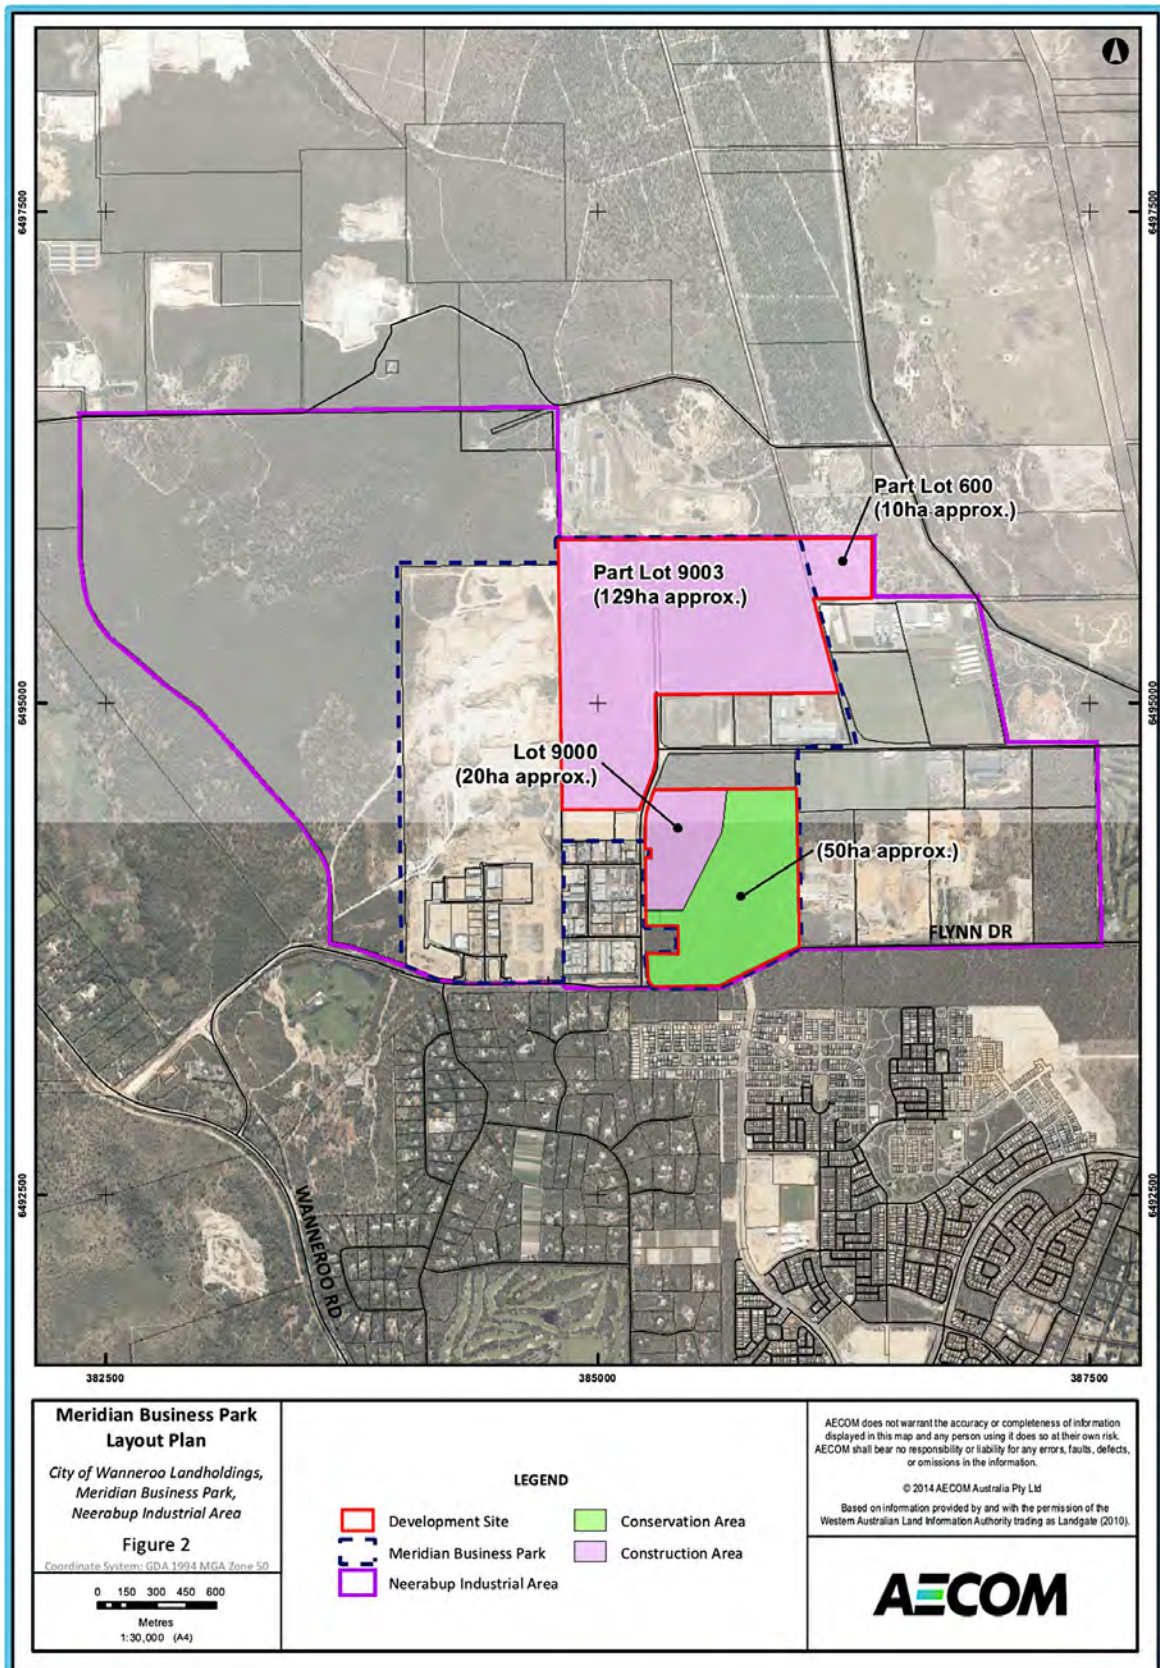 6497500
6497500
Part Lot 600
(10ha approx.)
Part Lot 9003
(129ha approx.)
6495000
6495000
Lot 9000
(20ha approx.)
(50ha approx.)
FLYNN DR
6492500
6492500
WANNEROO RD
382500
385000
387500
Meridian Business Park
Layout Plan
City of Wanneroo Landholdings,
Meridian Business Park,
Neerabup Industrial Area
Figure 2
Coordinate System: GDA 1994 MGA Zone 50
0 150 300 450 600
Metres
1:30,000 (A4)
LEGEND
Development Site
Meridian Business Park
Neerabup Industrial Area
Conservation Area
Construction Area
AECOM does not warrant the accuracy or completeness of information
displayed in this map and any person using it does so at their own risk.
AECOM shall bear no responsibility or liability for any errors, faults, defects,
or omissions in the information.
© 2014 AECOM Australia Pty Ltd
Based on information provided by and with the permission of the
Western Australian Land Information Authority trading as Landgate (2010).
AECOM